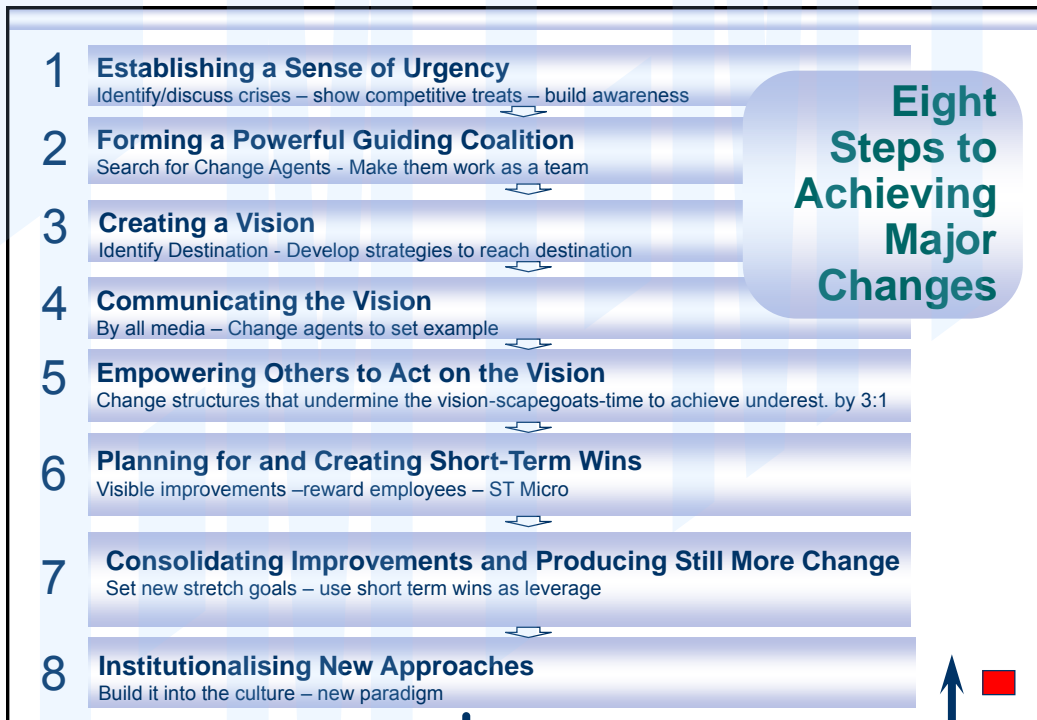 1
Establishing a Sense of Urgency
Identify/discuss crises – show competitive treats – build awareness
2
Forming a Powerful Guiding Coalition
Search for Change Agents - Make them work as a team
3
Creating a Vision
Identify Destination - Develop strategies to reach destination
4
Communicating the Vision
By all media – Change agents to set example
5
Empowering Others to Act on the Vision
Change structures that undermine the vision-scapegoats-time to achieve underest. by 3:1
6
Planning for and Creating Short-Term Wins
Visible improvements –reward employees – ST Micro
7
Consolidating Improvements and Producing Still More Change
Set new stretch goals – use short term wins as leverage
8
Institutionalising New Approaches
Build it into the culture – new paradigm
Eight
Steps to
Achieving
Major
Changes